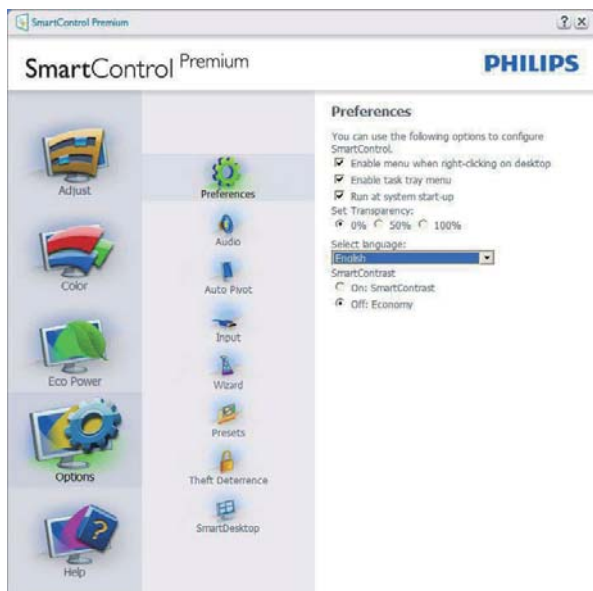 SmartControl Premium
SmartControl Premium
PHILIPS
Adjust
Color
Eco Power
Options
Help
Preferences
Audio
Auto Pivot
Input
Wizard
Presets
Theft Deterrence
SmartDesktop
Preferences
You can use the following options to configure
SmartControl.
Enable menu when right-clicking on desktop
Enable task tray menu
Run at system start-up
Set Transparency:
0% 50% 100%
Select language:
English
SmartContrast
On: SmartContrast
Off: Economy